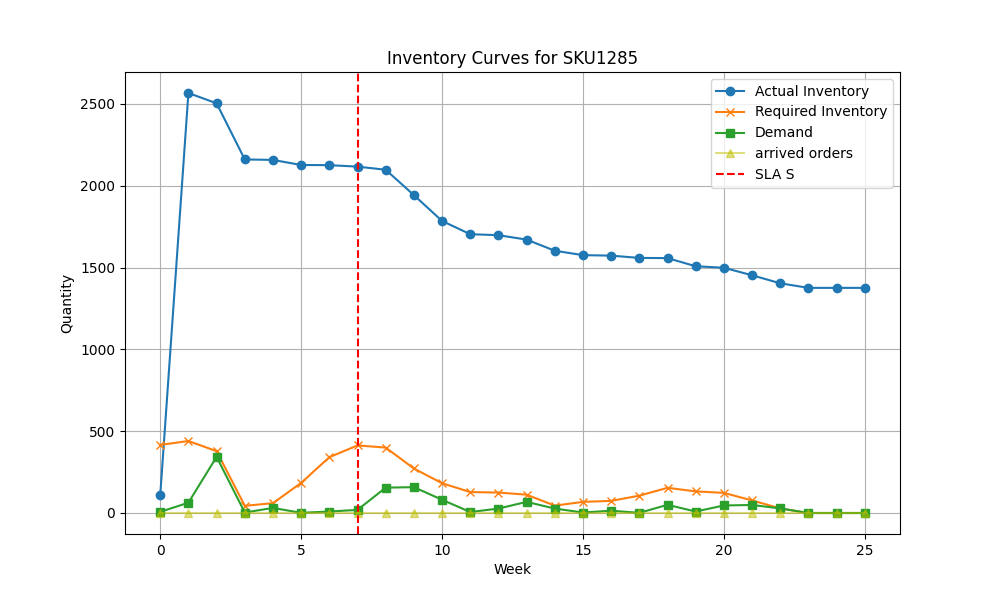 Inventory Curves for SKU1285
Actual Inventory
Required Inventory
Demand
arrived orders
SLA S
Quantity
2500
2000
1500
1000
500
0
0 5 10 15 20 25
Week